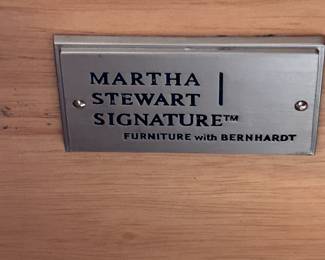 MARTHA
STEWART
SIGNATURE™
FURNITURE with BERNHARDT